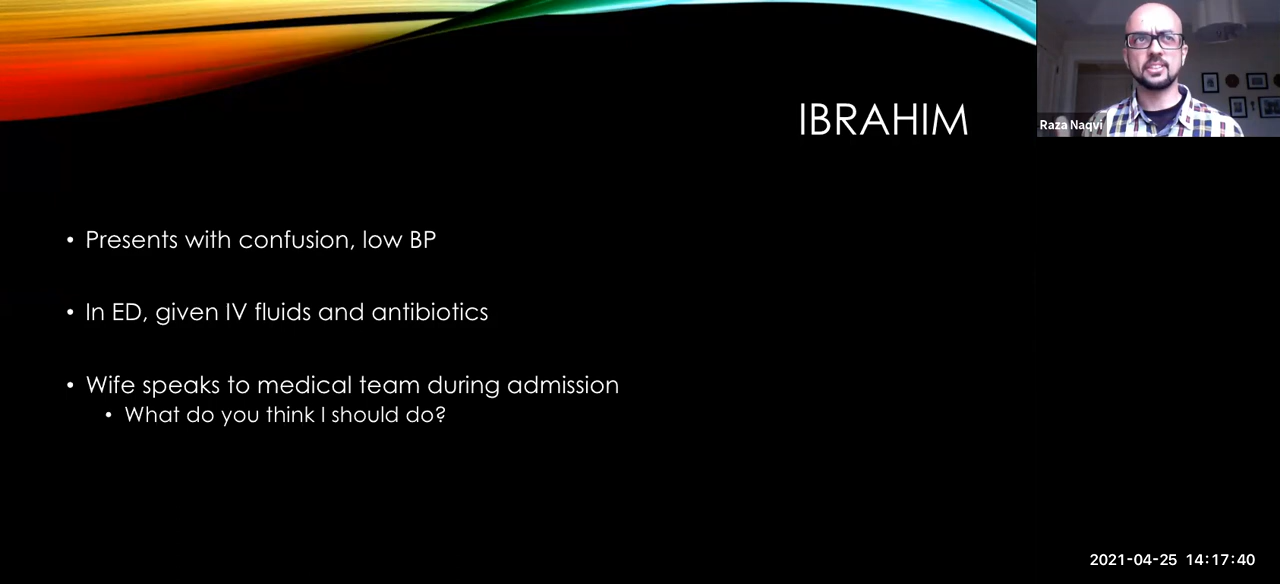 IBRAHIM
Raza Naqvi
• Presents with confusion, low BP
• In ED, given IV fluids and antibiotics
• Wife speaks to medical team during admission
• What do you think I should do?
2021-04-25 14:17:40